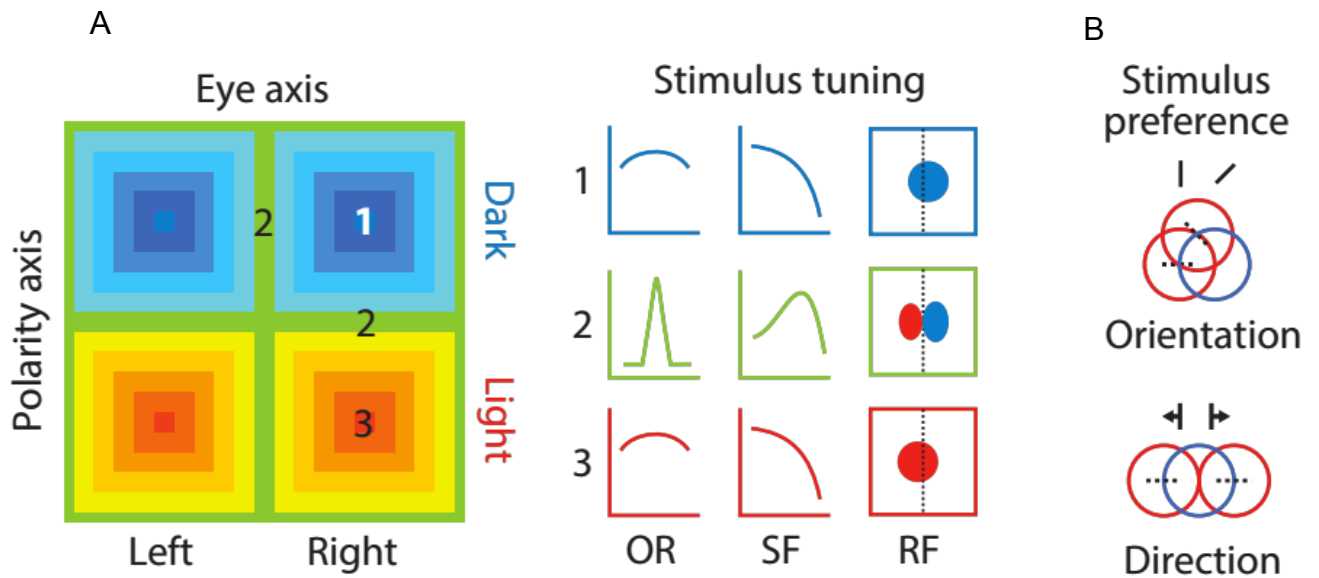 A
Eye axis
Polarity axis
2
1
2
3
Dark
Light
Left
Right
Stimulus tuning
1
2
3
OR
SF
RF
B
Stimulus
preference
Orientation
Direction